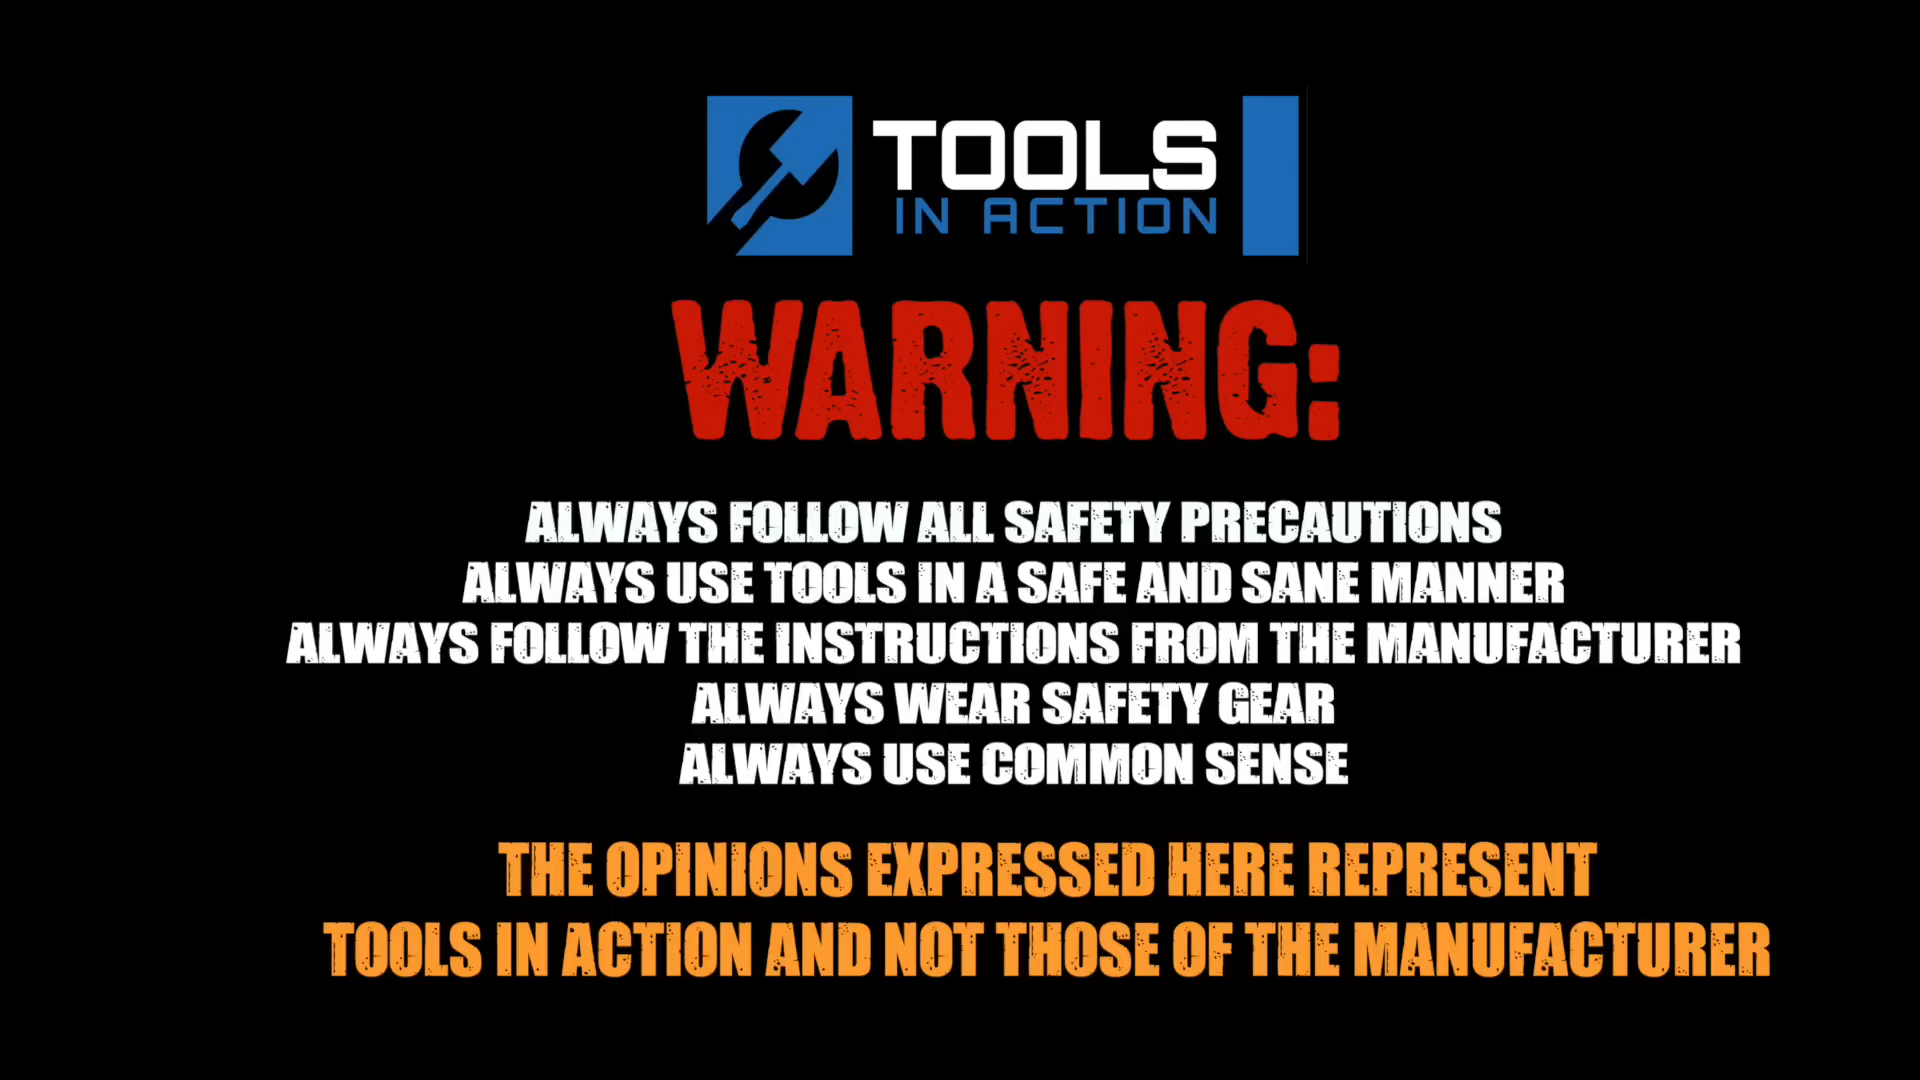 TOOLS
IN ACTION
WARNING:
ALWAYS FOLLOW ALL SAFETY PRECAUTIONS
ALWAYS USE TOOLS IN A SAFE AND SANE MANNER
ALWAYS FOLLOW THE INSTRUCTIONS FROM THE MANUFACTURER
ALWAYS WEAR SAFETY GEAR
ALWAYS USE COMMON SENSE
THE OPINIONS EXPRESSED HERE REPRESENT
TOOLS IN ACTION AND NOT THOSE OF THE MANUFACTURER